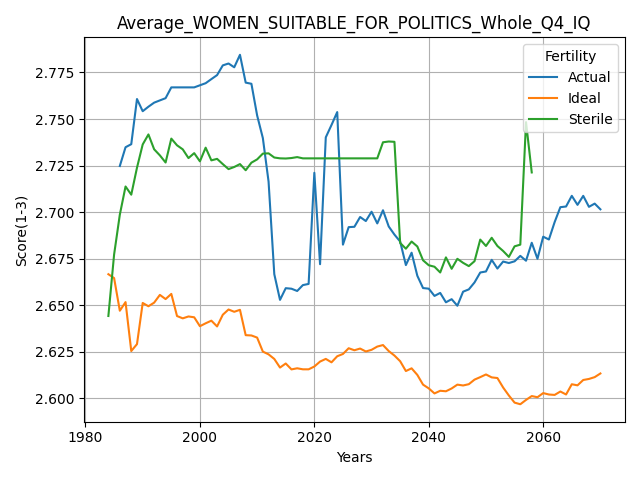 Average_WOMEN_SUITABLE_FOR_POLITICS_Whole_Q4_IQ
Fertility
Actual
Ideal
Sterile
Score(1-3)
2.775
2.750
2.725
2.700
2.675
2.650
2.625
2.600
1980
2000
2020
2040
2060
Years